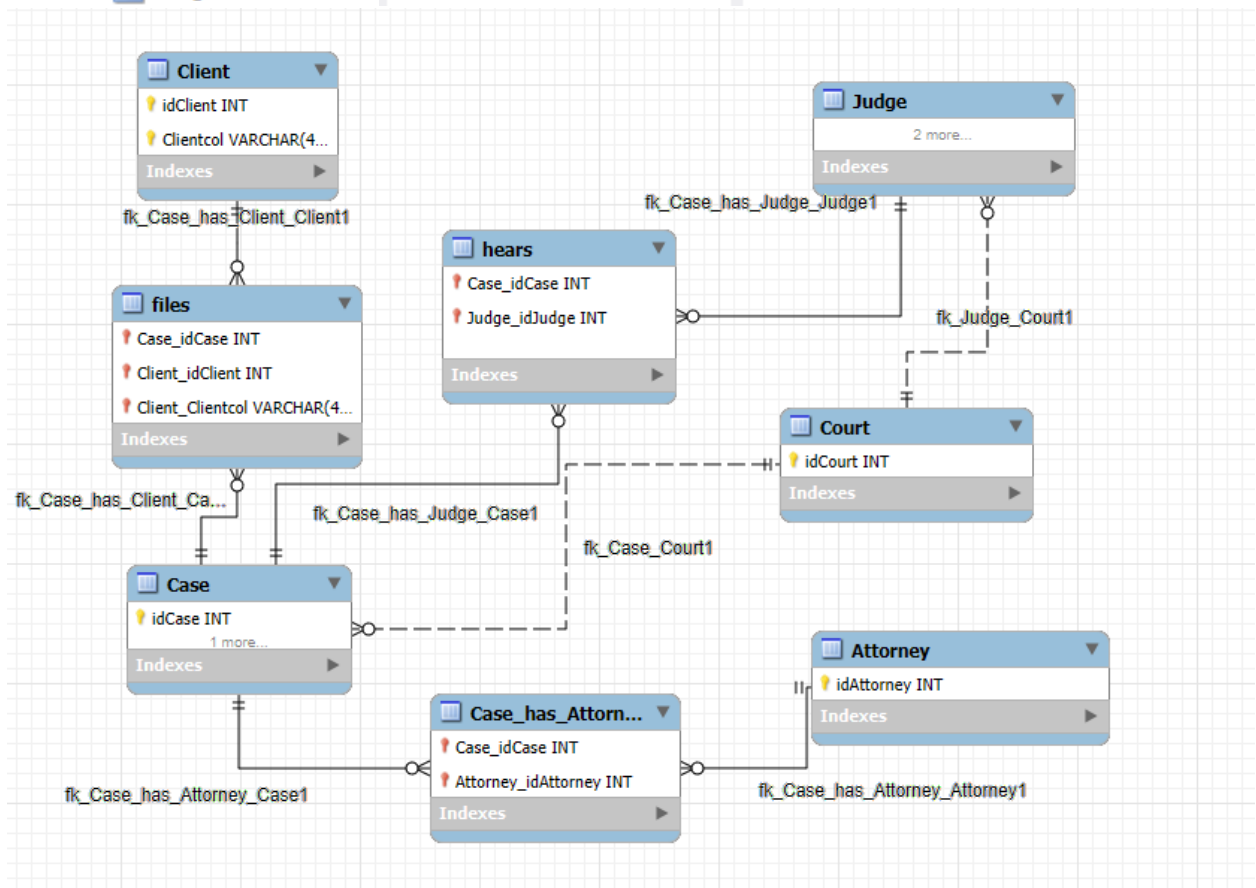 Client
idClient INT
Clientcol VARCHAR(4...
Indexes
fk_Case_has_Client_Client1
files
Case_idCase INT
Client_idClient INT
Client_Clientcol VARCHAR(4...
Indexes
fk_Case_has_Client_Ca...
hears
Case_idCase INT
Judge_idJudge INT
Indexes
fk_Case_has_Judge_Case1
Judge
2 more...
Indexes
fk_Case_has_Judge_Judge1
fk_Judge_Court1
Court
idCourt INT
Indexes
fk_Case_Court1
Case
idCase INT
1 more...
Indexes
fk_Case_has_Attorney_Case1
Case_has_Attorn...
Case_idCase INT
Attorney_idAttorney INT
Indexes
Attorney
idAttorney INT
Indexes
fk_Case_has_Attorney_Attorney1